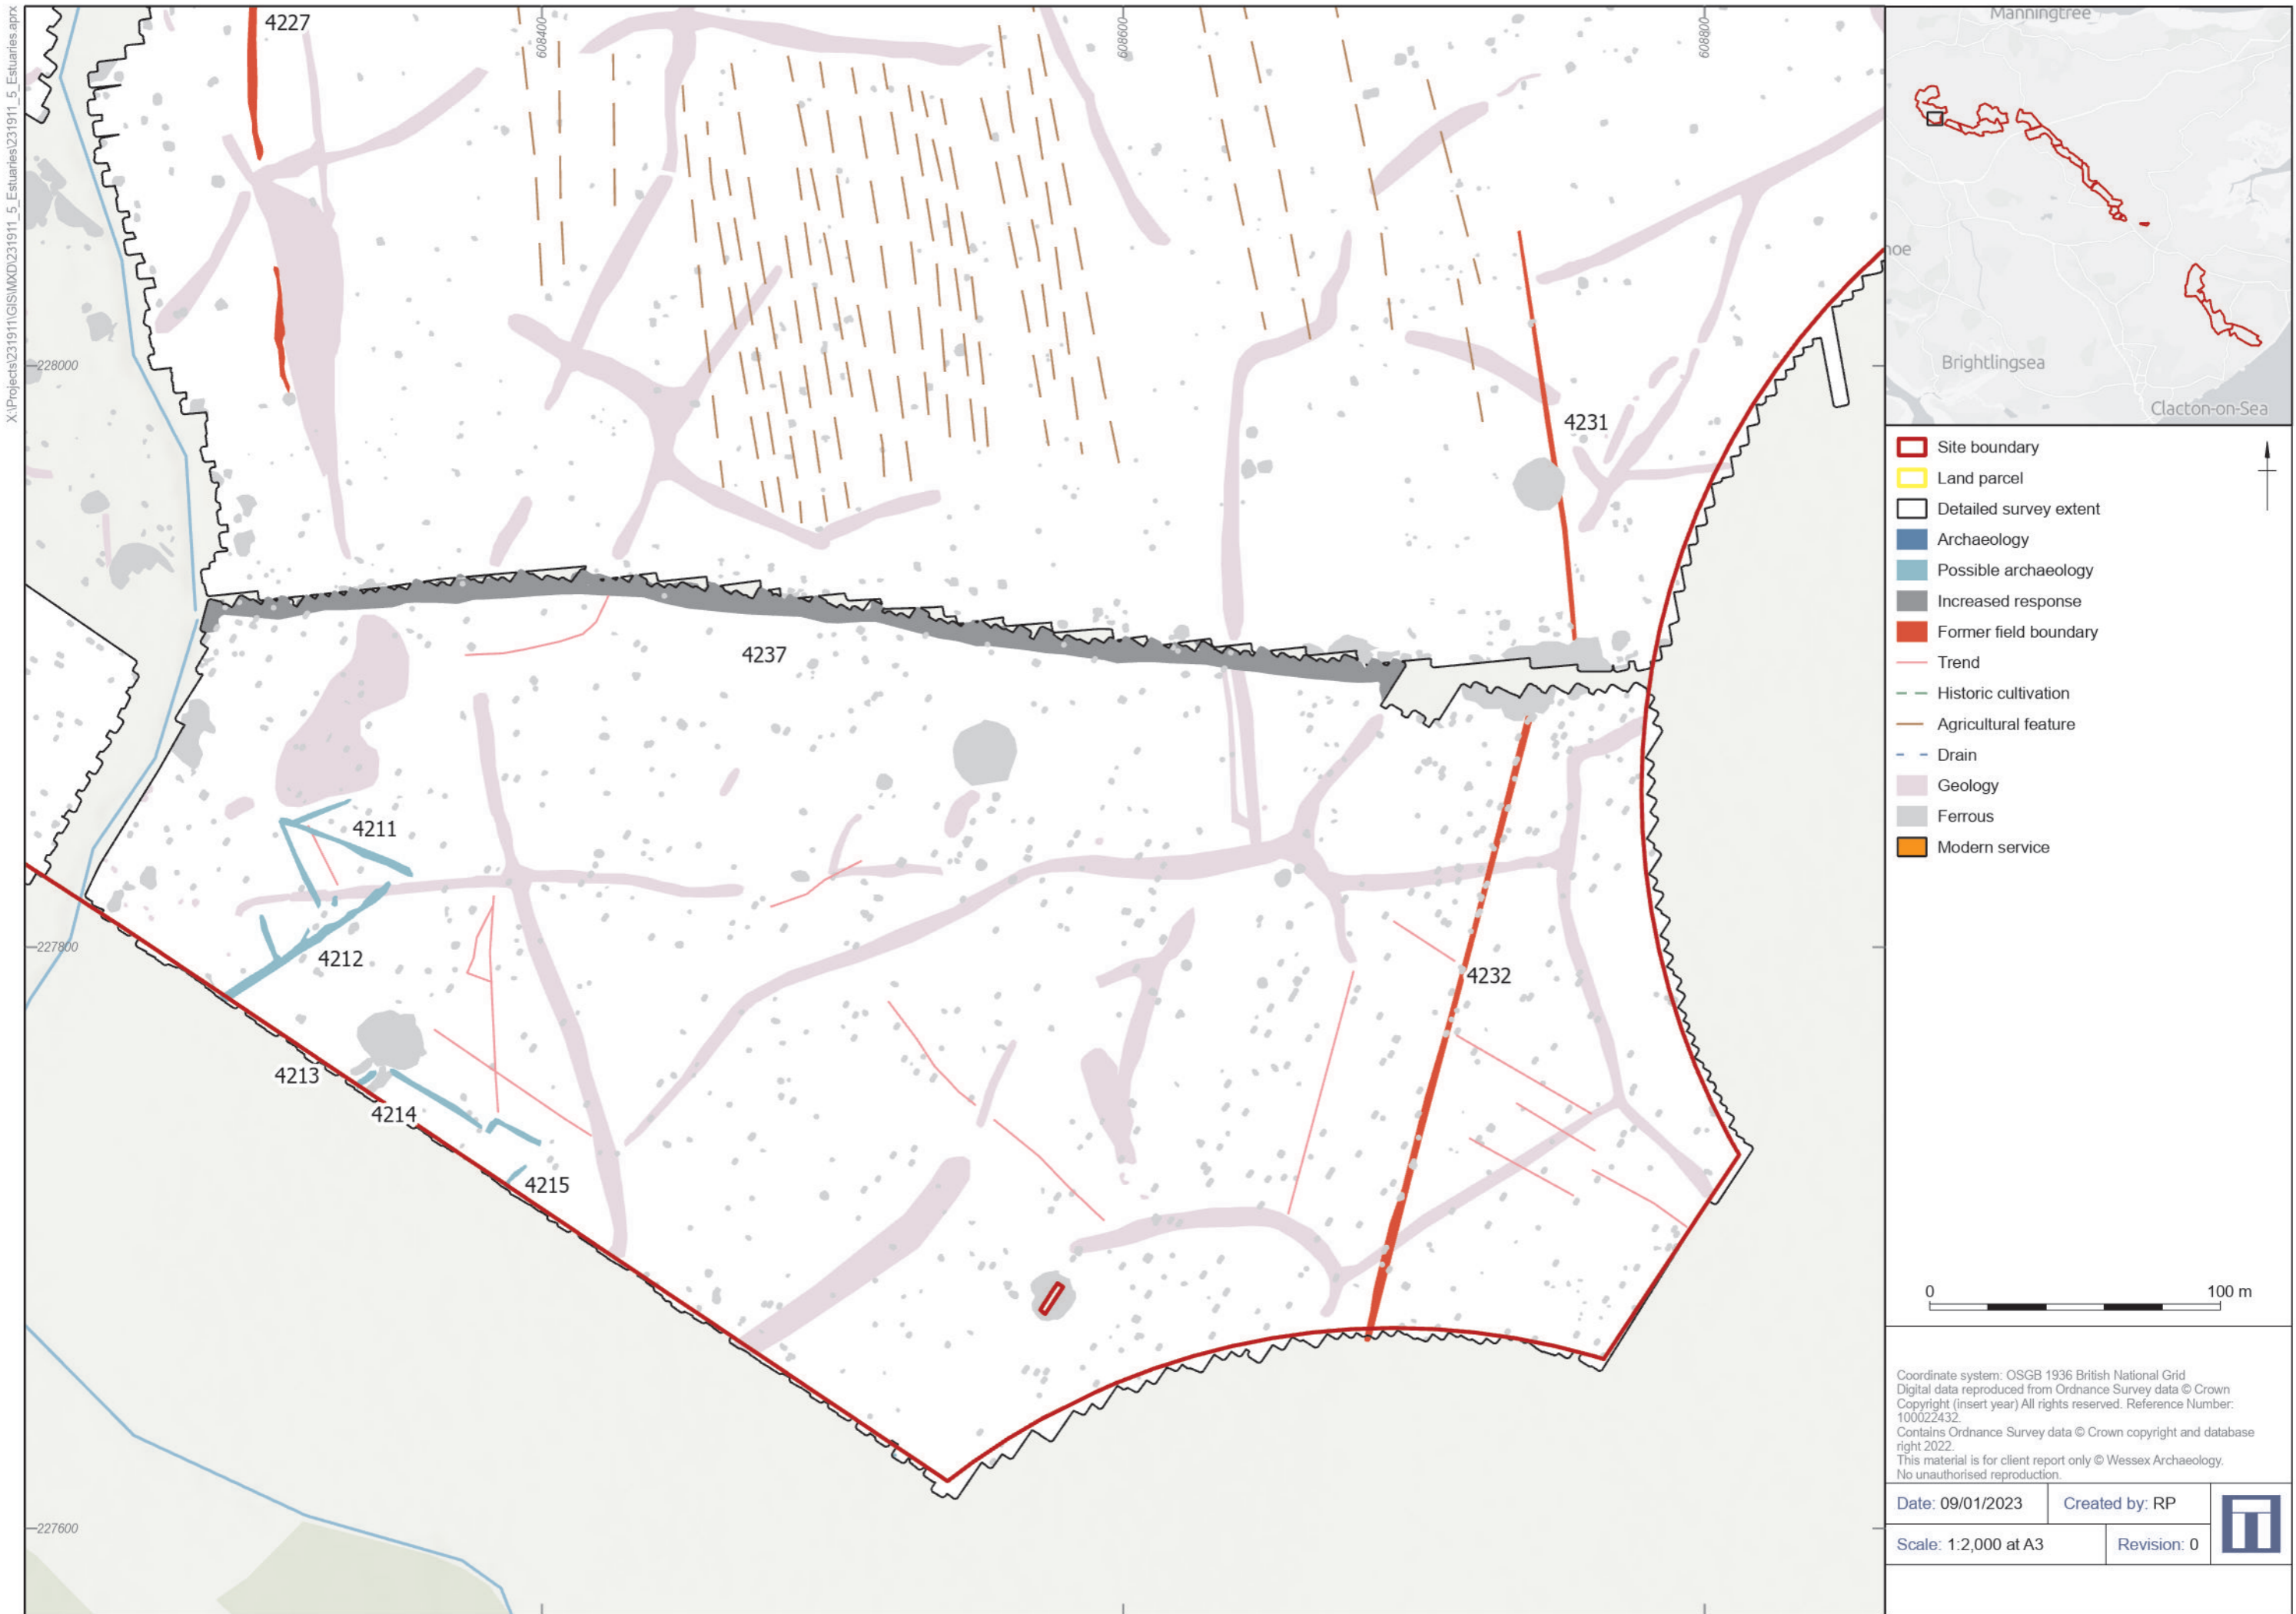 X:\Projects\231911\GIS\MXD\231911_5_Estuaries\231911_5_Estuaries.aprx
4227
608400
608600
608800
228000
4231
4237
4211
227800
4212
4232
4213
4214
4215
227600
Manningtree
hoe
Brightlingsea
Clacton-on-Sea
Site boundary
Land parcel
Detailed survey extent
Archaeology
Possible archaeology
Increased response
Former field boundary
Trend
Historic cultivation
Agricultural feature
Drain
Geology
Ferrous
Modern service
0 100 m
Coordinate system: OSGB 1936 British National Grid
Digital data reproduced from Ordnance Survey data © Crown
Copyright (insert year) All rights reserved. Reference Number:
100022432.
Contains Ordnance Survey data © Crown copyright and database
right 2022.
This material is for client report only © Wessex Archaeology.
No unauthorised reproduction.
Date: 09/01/2023 Created by: RP
Scale: 1:2,000 at A3 Revision: 0